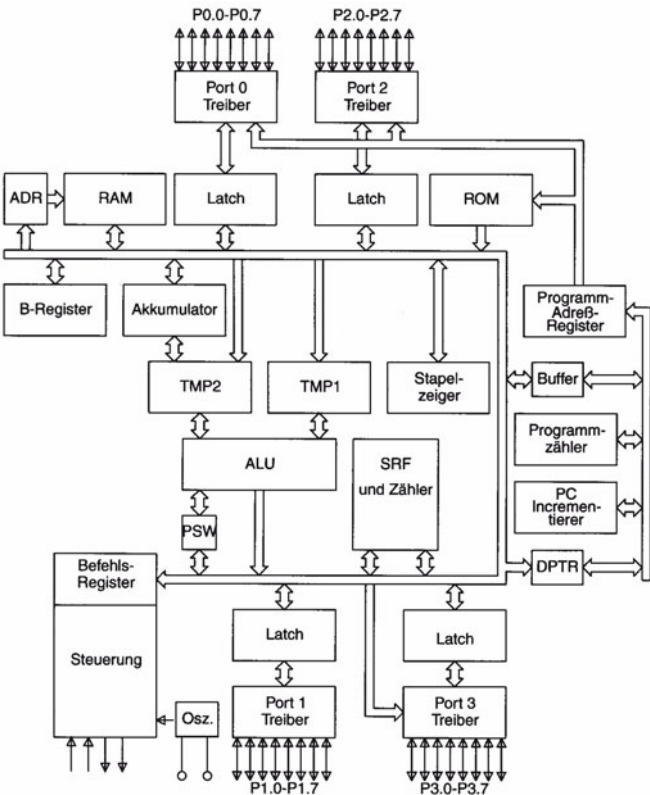 P0.0-P0.7
P2.0-P2.7
Port 0
Treiber
Port 2
Treiber
ADR
RAM
Latch
Latch
ROM
B-Register
Akkumulator
Programm-
Adreß-
Register
TMP2
TMP1
Stapel-
zeiger
Buffer
Programm-
zähler
ALU
SRF
und Zähler
PC
Incremen-
tierer
PSW
Befehls-
Register
DPTR
Steuerung
Latch
Latch
Osz.
Port 1
Treiber
Port 3
Treiber
P1.0-P1.7
P3.0-P3.7